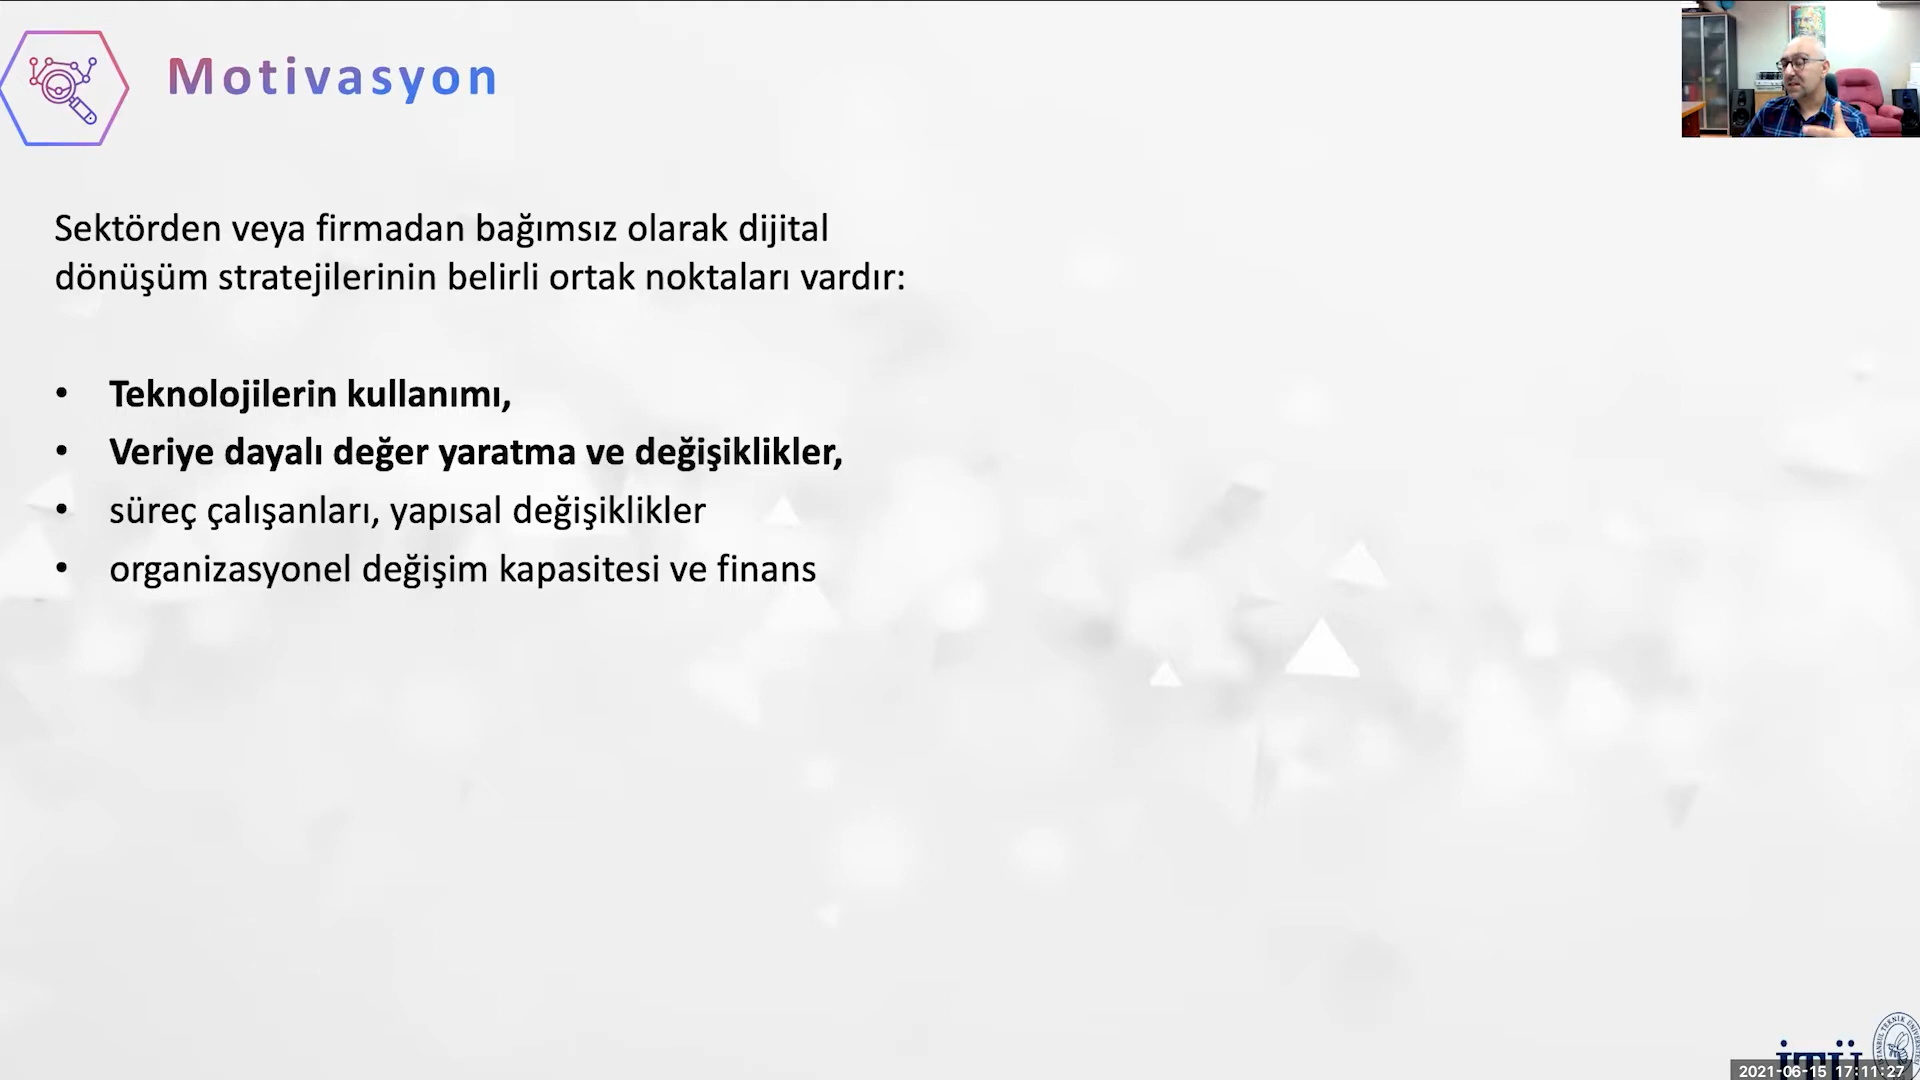 Motivasyon
Sektörden veya firmadan bağımsız olarak dijital
dönüşüm stratejilerinin belirli ortak noktaları vardır:
• Teknolojilerin kullanımı,
• Veriye dayalı değer yaratma ve değişiklikler,
• süreç çalışanları, yapısal değişiklikler
• organizasyonel değişim kapasitesi ve finans
İTÜ
2021-06-15 17:11:27